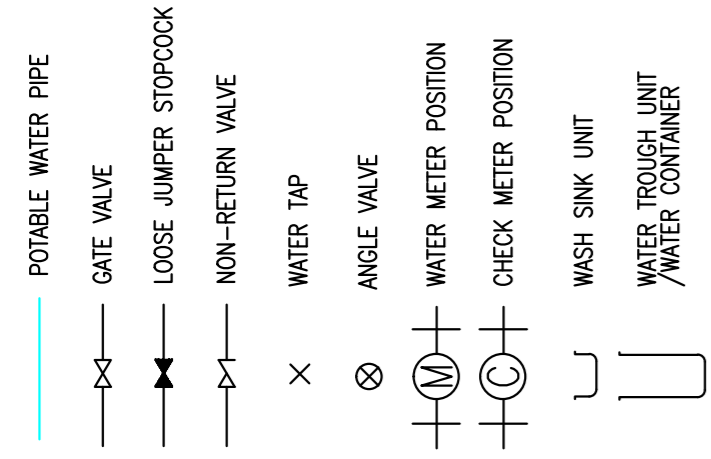 POTABLE WATER PIPE
GATE VALVE
LOOSE JUMPER STOPCOCK
NON-RETURN VALVE
WATER TAP
ANGLE VALVE
M WATER METER POSITION
C CHECK METER POSITION
WASH SINK UNIT
WATER TROUGH UNIT
/WATER CONTAINER